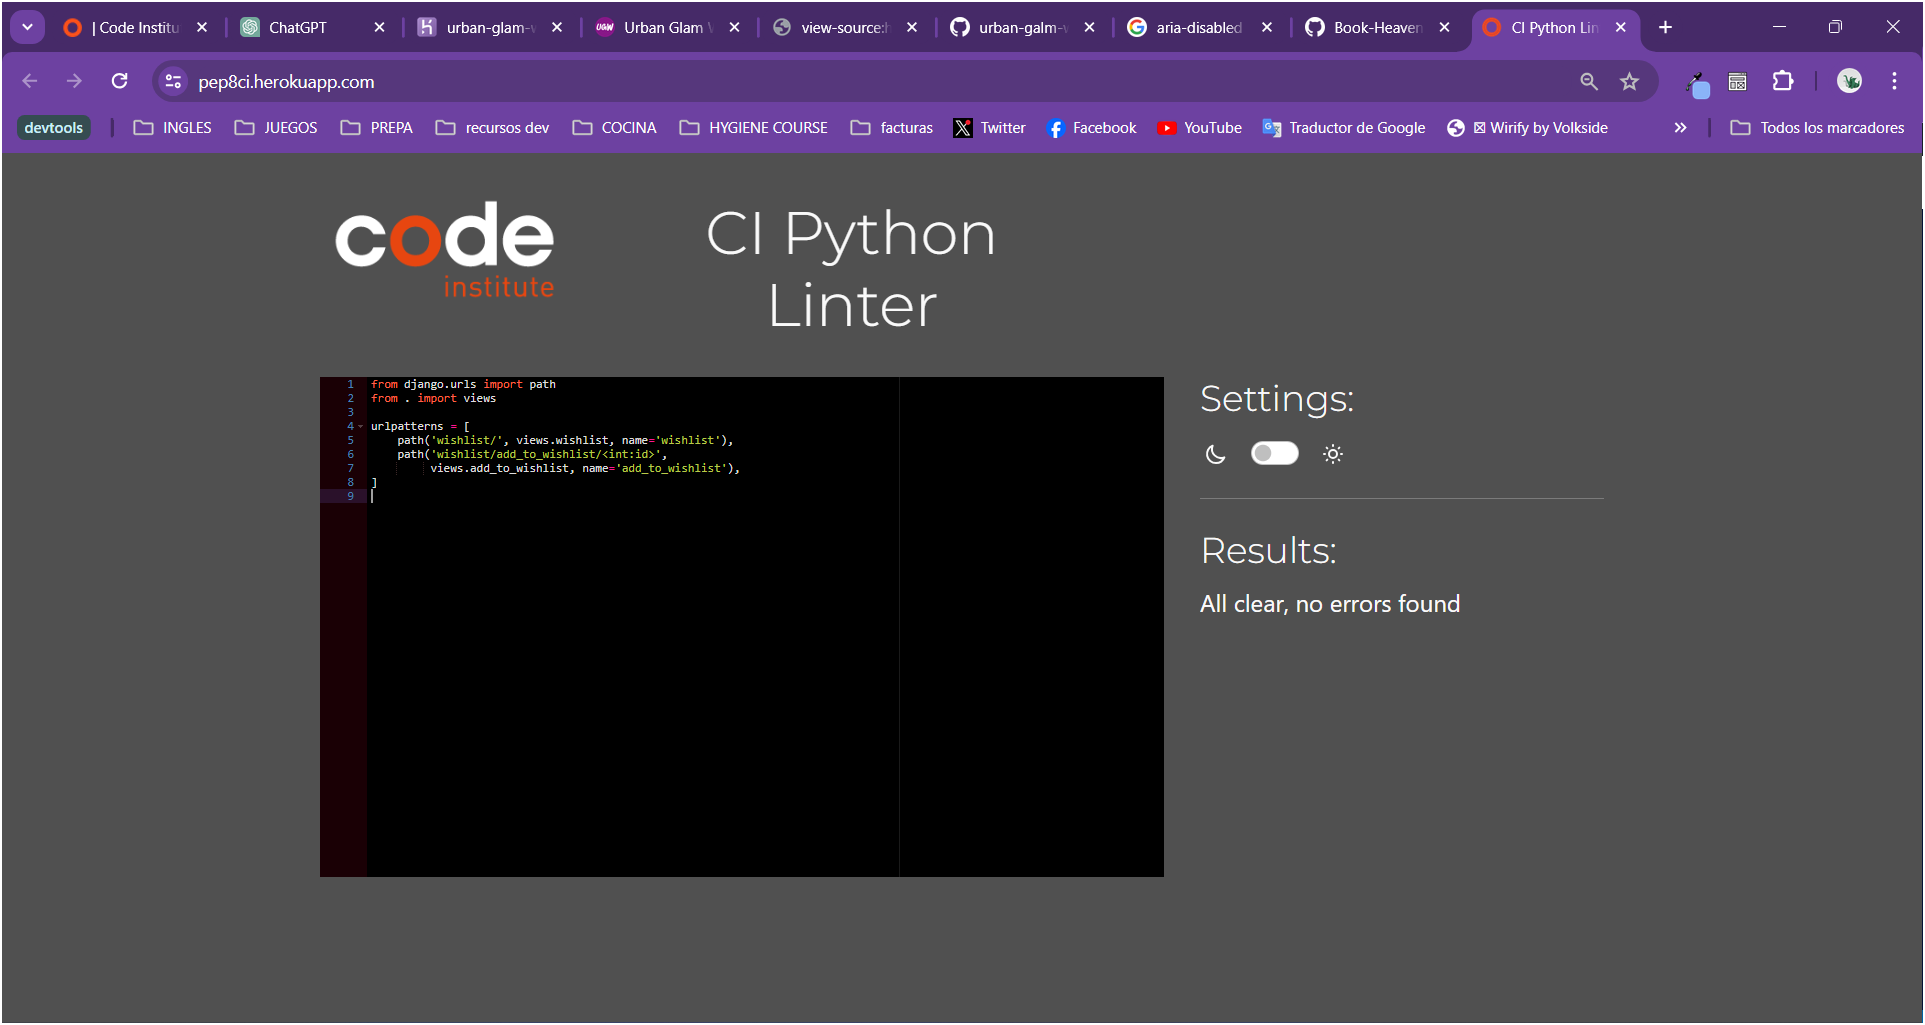 | Code Institu
ChatGPT
urban-glam-w
Urban Glam W
view-source:h
urban-galm-w
aria-disabled
Book-Heaven
CI Python Lin
pep8ci.herokuapp.com
devtools
INGLES
JUEGOS
PREPA
recursos dev
COCINA
HYGIENE COURSE
facturas
Twitter
Facebook
YouTube
Traductor de Google
Wirify by Volkside
Todos los marcadores
code
institute
CI Python
Linter
1 from django.urls import path
2 from . import views
3
4 urlpatterns = [
5     path('wishlist/', views.wishlist, name='wishlist'),
6     path('wishlist/add_to_wishlist/<int:id>',
7          views.add_to_wishlist, name='add_to_wishlist'),
8 ]
9
Settings:
Results:
All clear, no errors found